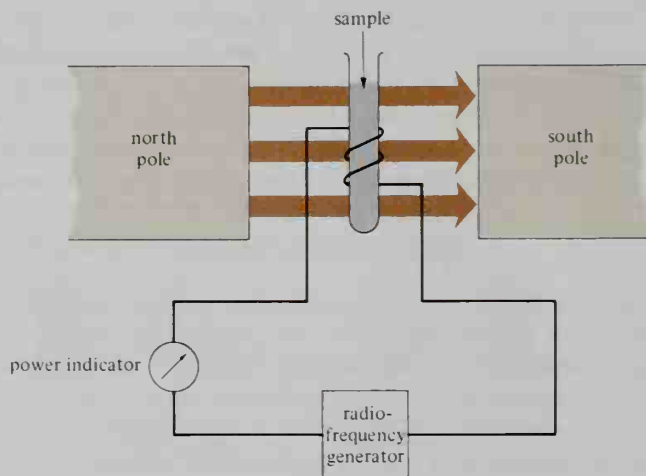 sample
north
pole
south
pole
power indicator
radio-
frequency
generator